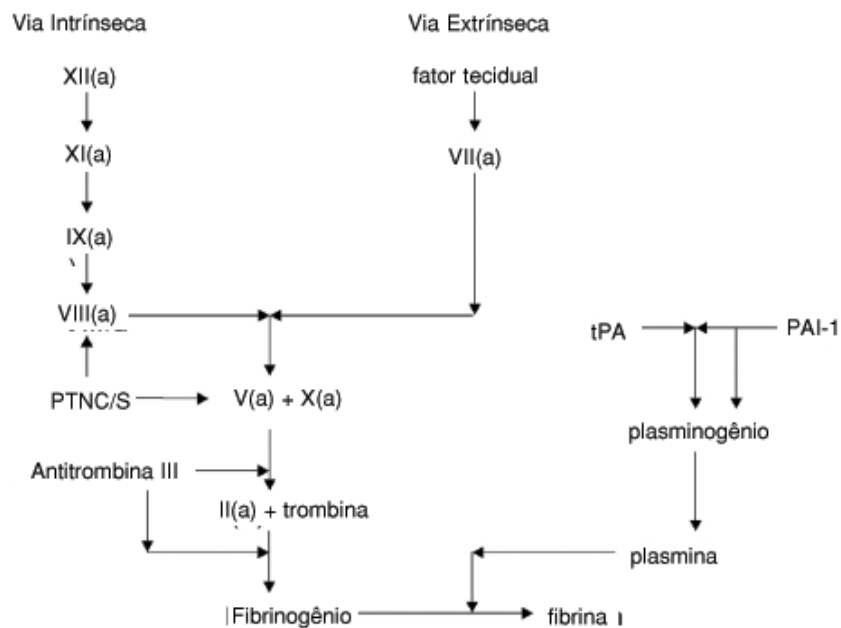 Via Intrínseca
Via Extrínseca
XII(a)
fator tecidual
XI(a)
VII(a)
IX(a)
VIII(a)
tPA
PAI-1
PTNC/S
V(a) + X(a)
plasminogênio
Antitrombina III
II(a) + trombina
plasmina
Fibrinogênio
fibrina